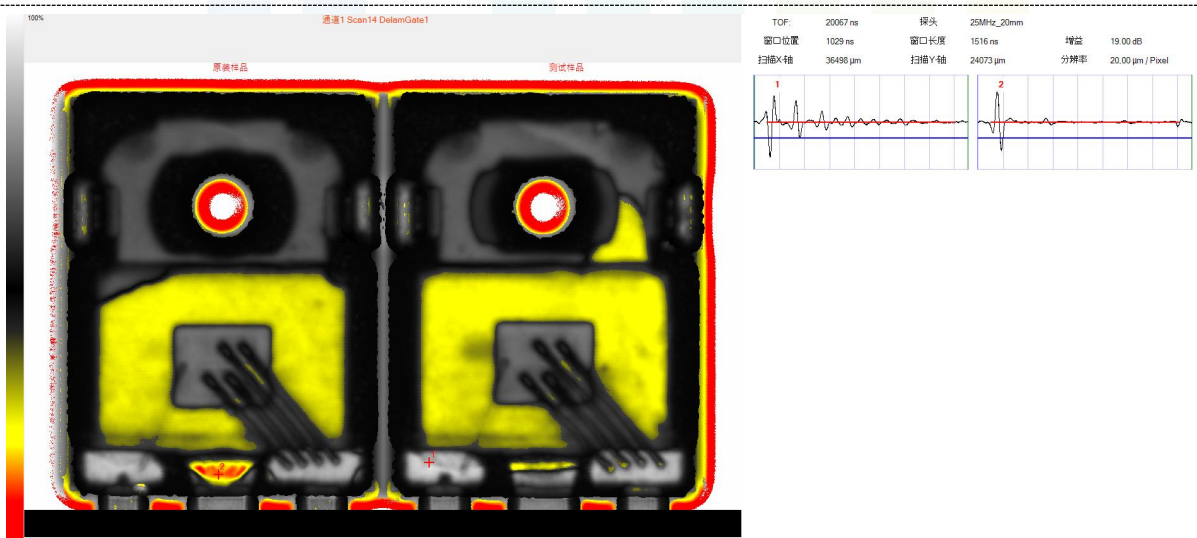 100%
通道1 Scan14 DelamGate1
原装样品
测试样品
1
2
TOF: 20067 ns 探头 25MHz_20mm
窗口位置 1029 ns 窗口长度 1516 ns 增益 19.00 dB
扫描X-轴 36498 µm 扫描Y-轴 24073 µm 分辨率 20.00 µm / Pixel
1
2